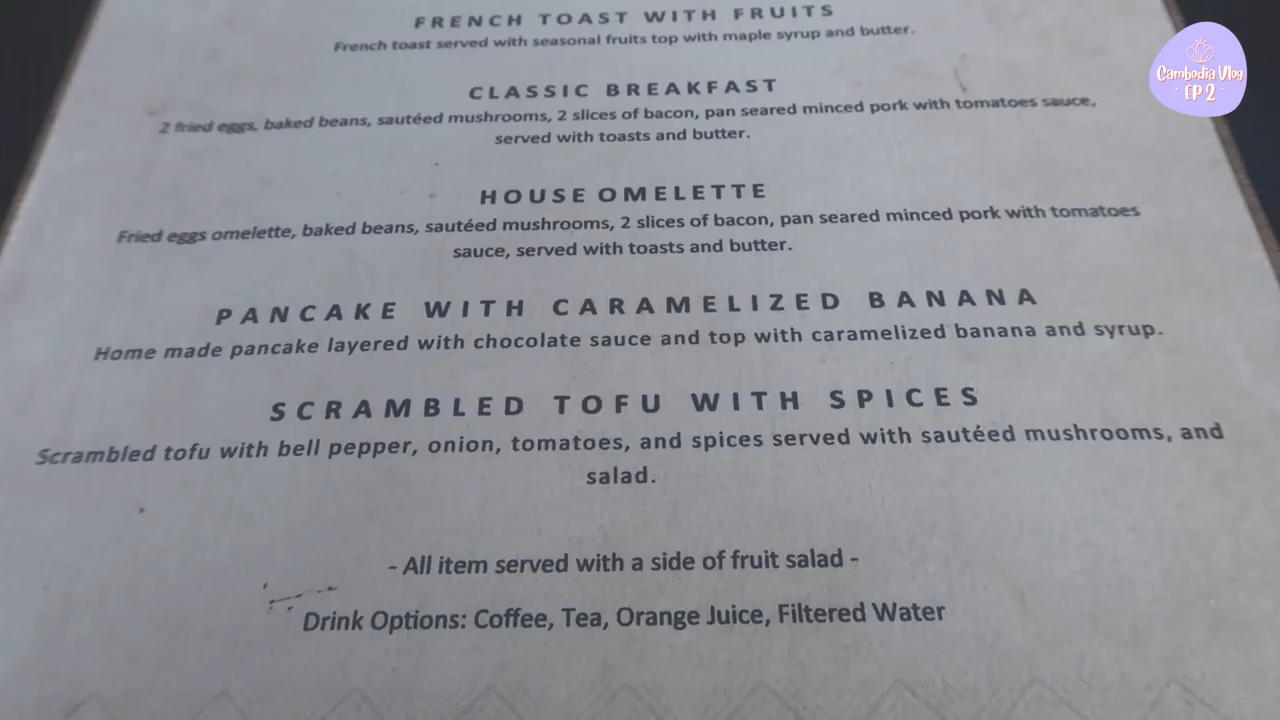 FRENCH TOAST WITH FRUITS
French toast served with seasonal fruits top with maple syrup and butter.
CLASSIC BREAKFAST
2 fried eggs, baked beans, sautéed mushrooms, 2 slices of bacon, pan seared minced pork with tomatoes sauce,
served with toasts and butter.
HOUSE OMELETTE
Fried eggs omelette, baked beans, sautéed mushrooms, 2 slices of bacon, pan seared minced pork with tomatoes
sauce, served with toasts and butter.
PANCAKE WITH CARAMELIZED BANANA
Home made pancake layered with chocolate sauce and top with caramelized banana and syrup.
SCRAMBLED TOFU WITH SPICES
Scrambled tofu with bell pepper, onion, tomatoes, and spices served with sautéed mushrooms, and
salad.
- All item served with a side of fruit salad -
Drink Options: Coffee, Tea, Orange Juice, Filtered Water
Cambodia Vlog
· EP 2 ·